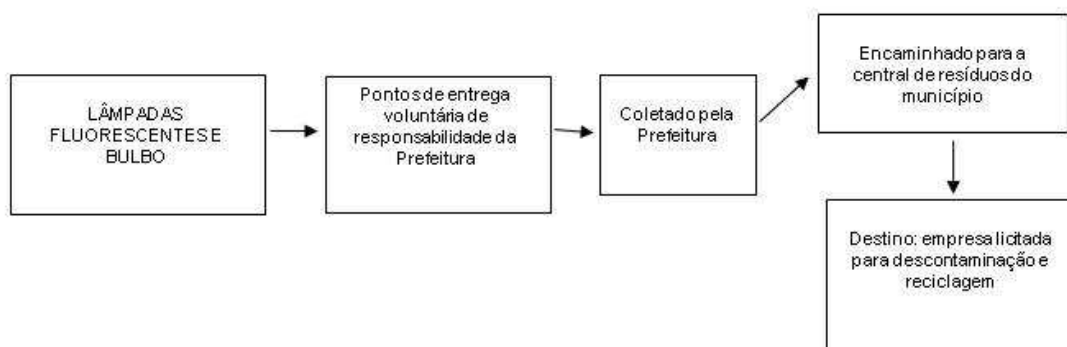 LÂMPADAS
FLUORESCENTES E
BULBO
Pontos de entrega
voluntária de
responsabilidade da
Prefeitura
Coletado pela
Prefeitura
Encaminhado para a
central de resíduos do
município
Destino: empresa licitada
para descontaminação e
reciclagem